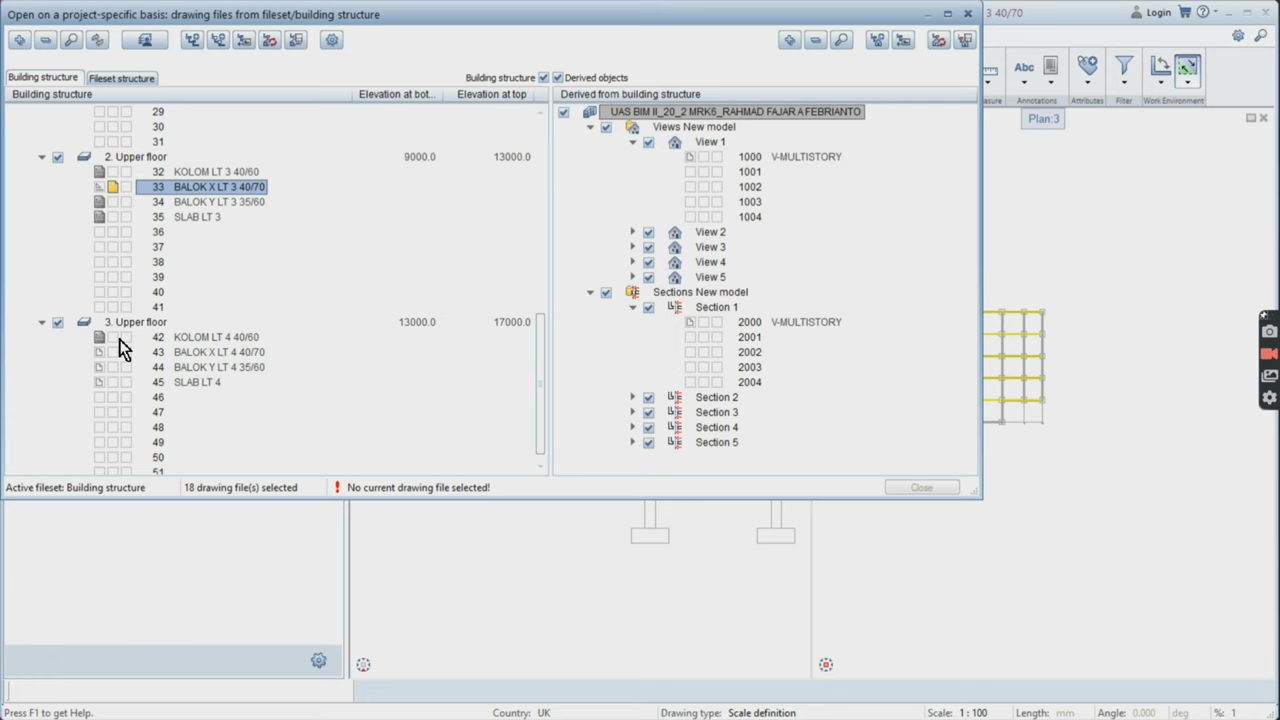 Open on a project-specific basis: drawing files from fileset/building structure
3 40/70
Login
Building structure
Fileset structure
Building structure
Derived objects
Building structure
Elevation at bot...
Elevation at top
Derived from building structure
Abc
Annotations
Attributes
Filter
Work Environment
Plan:3
29
30
31
2. Upper floor 9000.0 13000.0
32 KOLOM LT 3 40/60
33 BALOK X LT 3 40/70
34 BALOK Y LT 3 35/60
35 SLAB LT 3
36
37
38
39
40
41
3. Upper floor 13000.0 17000.0
42 KOLOM LT 4 40/60
43 BALOK X LT 4 40/70
44 BALOK Y LT 4 35/60
45 SLAB LT 4
46
47
48
49
50
51
UAS BIM II_20_2 MRK6_RAHMAD FAJAR A FEBRIANTO
Views New model
View 1
1000 V-MULTISTORY
1001
1002
1003
1004
View 2
View 3
View 4
View 5
Sections New model
Section 1
2000 V-MULTISTORY
2001
2002
2003
2004
Section 2
Section 3
Section 4
Section 5
Active fileset: Building structure
18 drawing file(s) selected
No current drawing file selected!
Close
Press F1 to get Help.
Country: UK
Drawing type: Scale definition
Scale: 1 : 100
Length: mm
Angle: 0.000 deg
%: 1